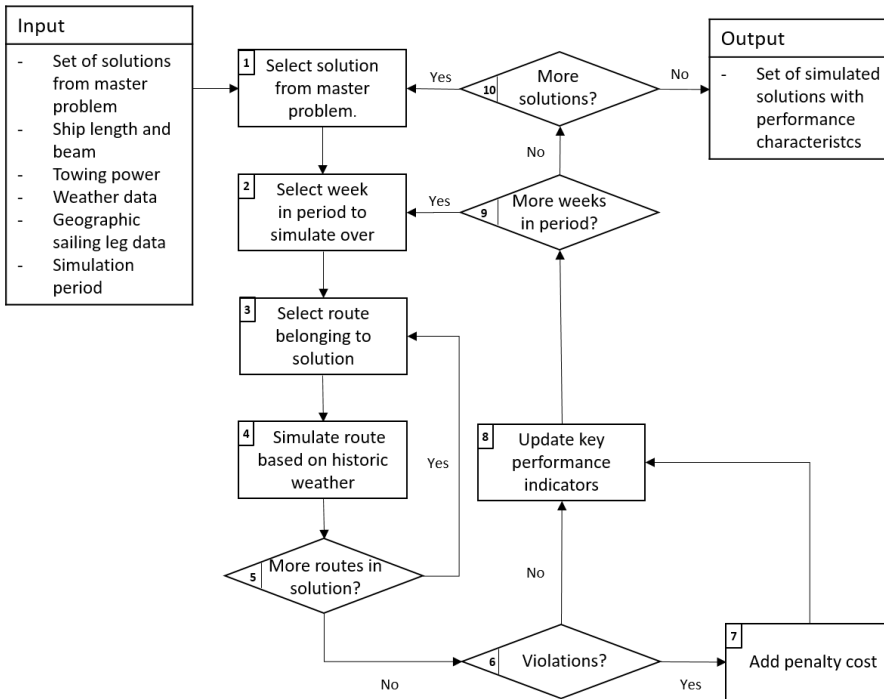 Input
- Set of solutions
from master
problem
- Ship length and
beam
- Towing power
- Weather data
- Geographic
sailing leg data
- Simulation
period
1
Select solution
from master
problem.
Yes
More
solutions?
10
No
Output
- Set of simulated
solutions with
performance
characteristcs
No
2
Select week
in period to
simulate over
Yes
More weeks
in period?
9
3
Select route
belonging to
solution
4
Simulate route
based on historic
weather
Yes
8
Update key
performance
indicators
More routes in
solution?
5
No
No
6
Violations?
Yes
7
Add penalty cost